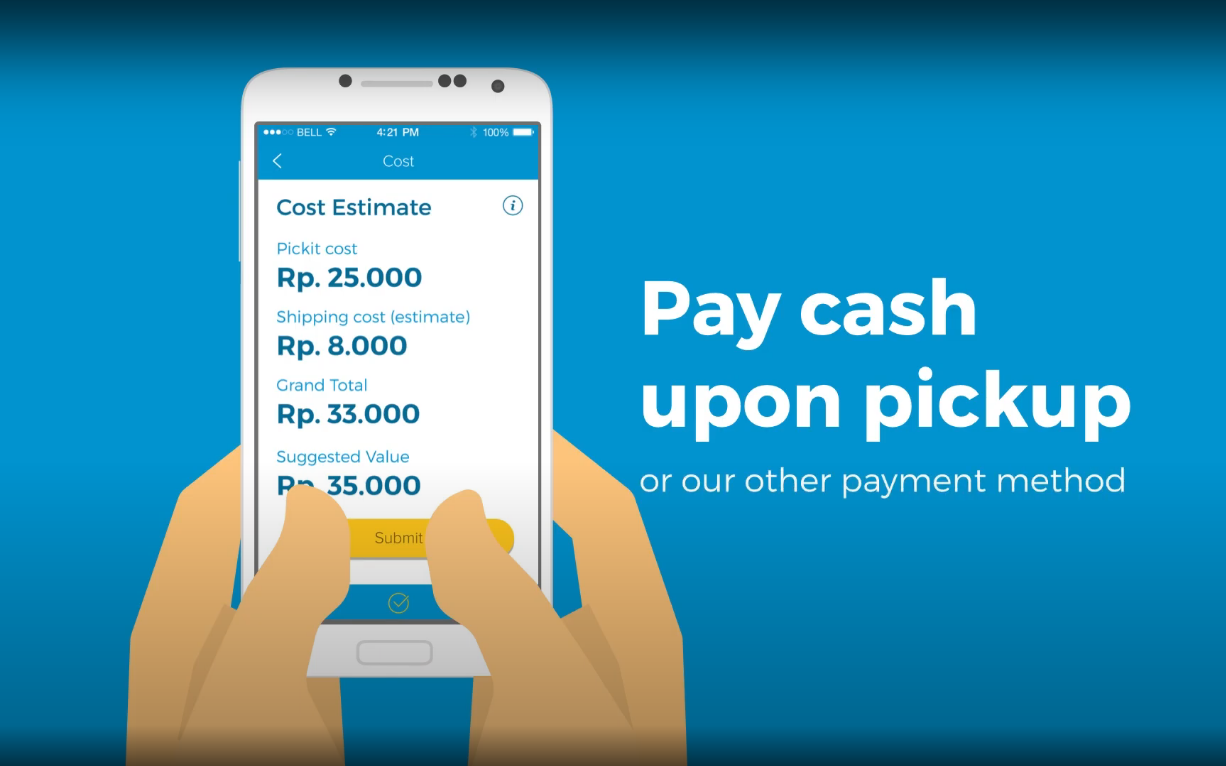 BELL
4:21 PM
100%
Cost
Cost Estimate
Pickit cost
Rp. 25.000
Shipping cost (estimate)
Rp. 8.000
Grand Total
Rp. 33.000
Suggested Value
Rp. 35.000
Submit
Pay cash
upon pickup
or our other payment method